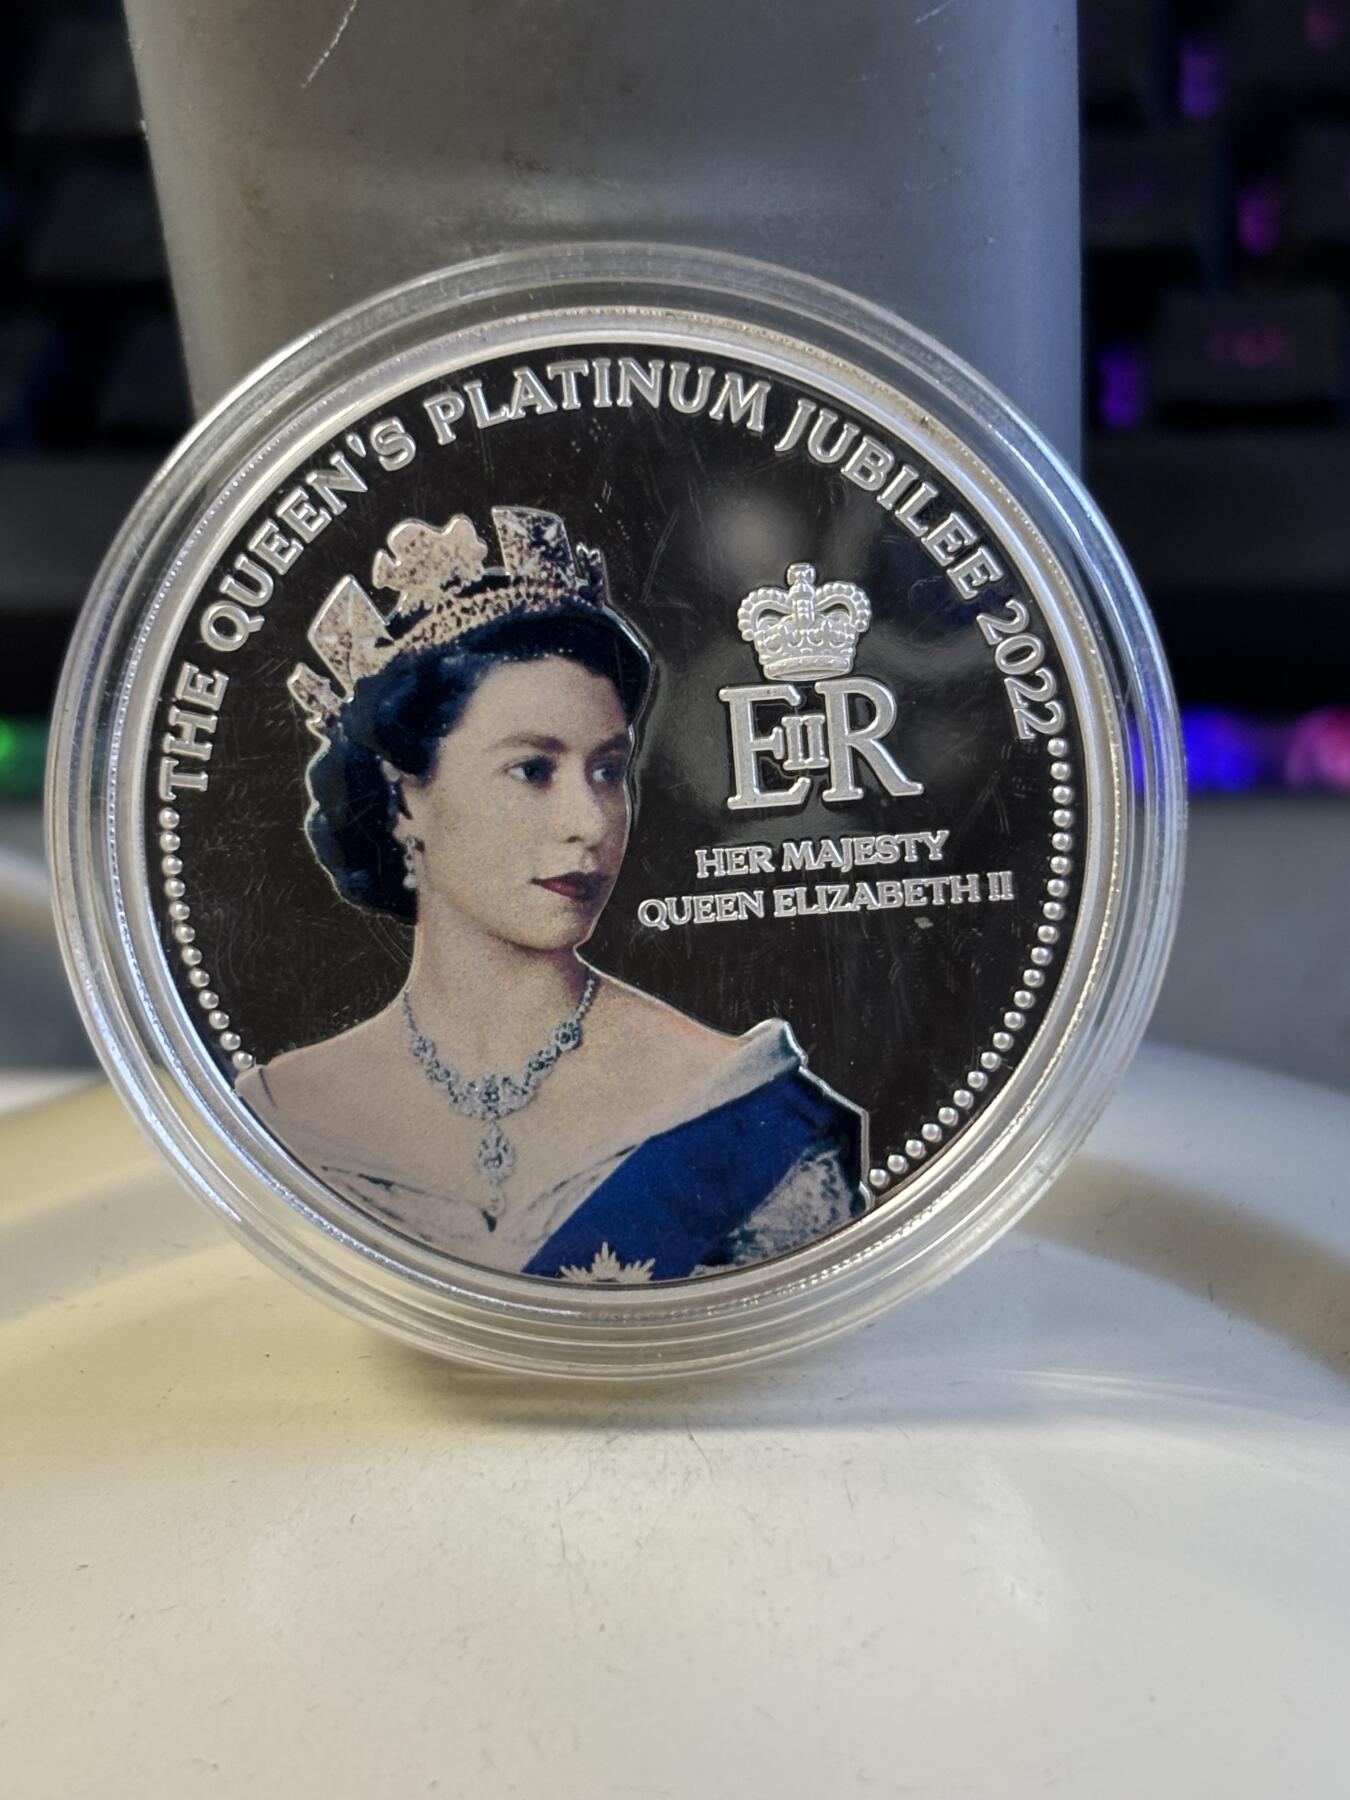 THE QUEEN'S PLATINUM JUBILEE 2022
EIIR
HER MAJESTY
QUEEN ELIZABETH II